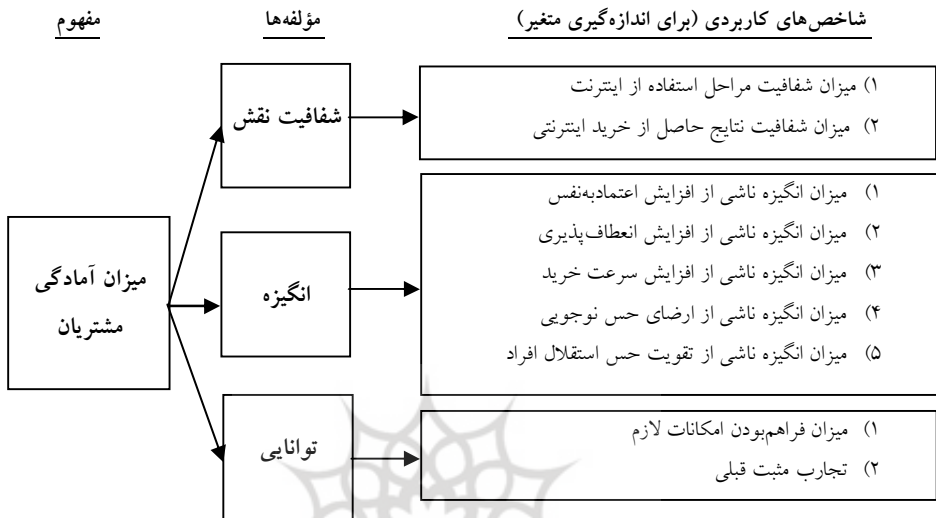 شاخص‌های کاربردی (برای اندازه‌گیری متغیر)
مؤلفه‌ها
مفهوم
۱) میزان شفافیت مراحل استفاده از اینترنت
۲) میزان شفافیت نتایج حاصل از خرید اینترنتی
شفافیت نقش
۱) میزان انگیزه ناشی از افزایش اعتمادبه‌نفس
۲) میزان انگیزه ناشی از افزایش انعطاف‌پذیری
۳) میزان انگیزه ناشی از افزایش سرعت خرید
۴) میزان انگیزه ناشی از ارضای حس نوجویی
۵) میزان انگیزه ناشی از تقویت حس استقلال افراد
انگیزه
میزان آمادگی
مشتریان
۱) میزان فراهم‌بودن امکانات لازم
۲) تجارب مثبت قبلی
توانایی